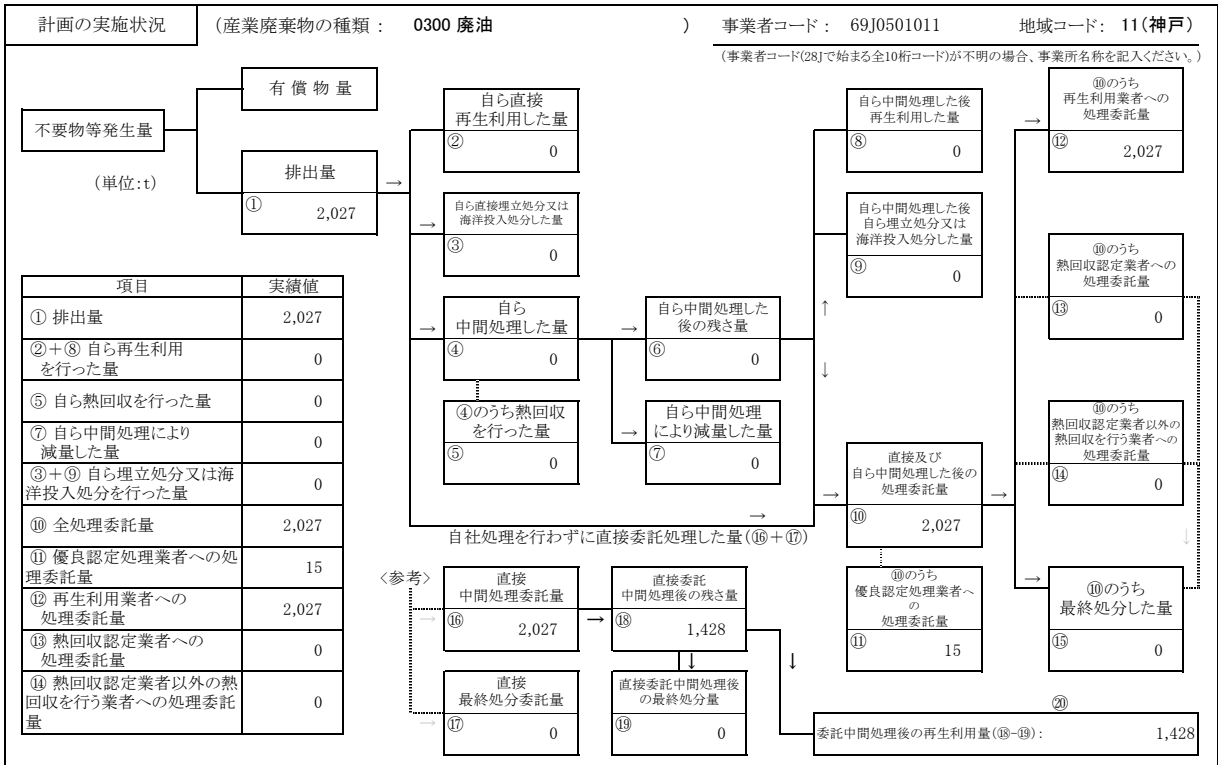 計画の実施状況
（産業廃棄物の種類： 0300 廃油 ）
事業者コード： 69J0501011
地域コード： 11(神戸)
（事業者コード(28Jで始まる全10桁コード)が不明の場合、事業所名称を記入ください。）
不要物等発生量
（単位:t）
有償物量
排出量
① 2,027
→
自ら直接
再生利用した量
② 0
→
自ら直接埋立処分又は
海洋投入処分した量
③ 0
→
自ら
中間処理した量
④ 0
④のうち熱回収
を行った量
⑤ 0
→
自ら中間処理した
後の残さ量
⑥ 0
→
自ら中間処理
により減量した量
⑦ 0
自ら中間処理した後
再生利用した量
⑧ 0
自ら中間処理した後
自ら埋立処分又は
海洋投入処分した量
⑨ 0
↑
↓
→
直接及び
自ら中間処理した後の
処理委託量
⑩ 2,027
→
⑩のうち
優良認定処理業者へ
の
処理委託量
⑪ 15
→
⑩のうち
再生利用業者への
処理委託量
⑫ 2,027
⑩のうち
熱回収認定業者への
処理委託量
⑬ 0
⑩のうち
熱回収認定業者以外の
熱回収を行う業者への
処理委託量
⑭ 0
↓
→
⑩のうち
最終処分した量
⑮ 0
→
自社処理を行わずに直接委託処理した量(⑯＋⑰)
項目 実績値
① 排出量 2,027
②＋⑧ 自ら再生利用
を行った量 0
⑤ 自ら熱回収を行った量 0
⑦ 自ら中間処理により
減量した量 0
③＋⑨ 自ら埋立処分又は海
洋投入処分を行った量 0
⑩ 全処理委託量 2,027
⑪ 優良認定処理業者への処
理委託量 15
⑫ 再生利用業者への
処理委託量 2,027
⑬ 熱回収認定業者への
処理委託量 0
⑭ 熱回収認定業者以外の熱
回収を行う業者への処理委託
量 0
〈参考〉
→
直接
中間処理委託量
⑯ 2,027
→
直接委託
中間処理後の残さ量
⑱ 1,428
↓
↓
→
直接
最終処分委託量
⑰ 0
直接委託中間処理後
の最終処分量
⑲ 0
⑳
委託中間処理後の再生利用量(⑱-⑲)： 1,428